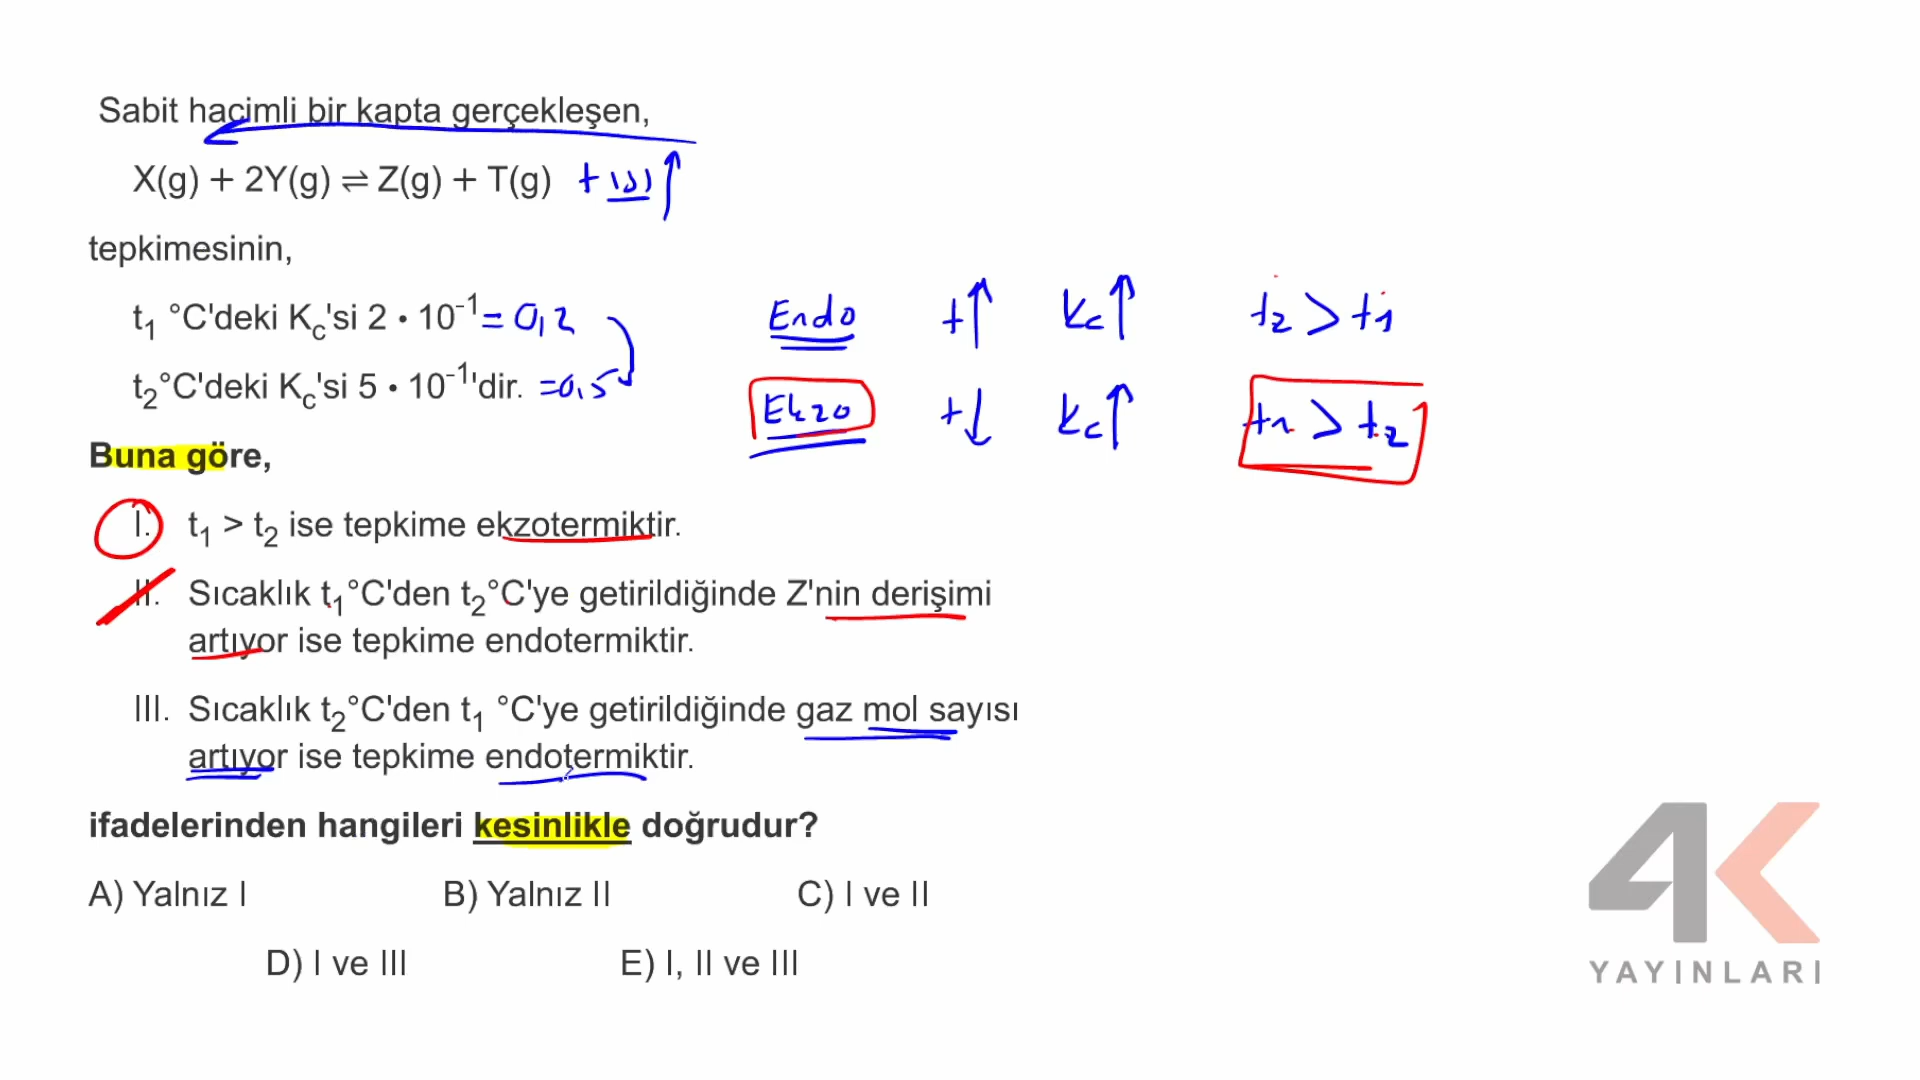 Sabit hacimli bir kapta gerçekleşen,
X(g) + 2Y(g) ⇌ Z(g) + T(g) + ısı ↑
tepkimesinin,
t₁ °C'deki K꜀'si 2 • 10⁻¹ = 0,2
t₂°C'deki K꜀'si 5 • 10⁻¹'dir. = 0,5
Endo t↑ Kc↑ t₂ > t₁
Ekzo t↓ Kc↑ t₁ > t₂
Buna göre,
I. t₁ > t₂ ise tepkime ekzotermiktir.
II. Sıcaklık t₁°C'den t₂°C'ye getirildiğinde Z'nin derişimi
artıyor ise tepkime endotermiktir.
III. Sıcaklık t₂°C'den t₁ °C'ye getirildiğinde gaz mol sayısı
artıyor ise tepkime endotermiktir.
ifadelerinden hangileri kesinlikle doğrudur?
A) Yalnız I B) Yalnız II C) I ve II
D) I ve III E) I, II ve III
4K
YAYINLARI